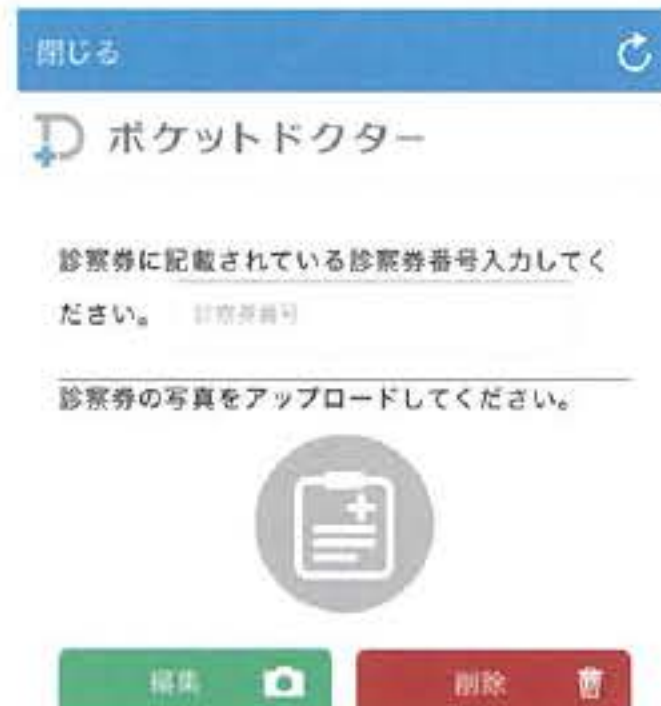 閉じる
ポケットドクター
診察券に記載されている診察券番号入力してく
ださい。
診察券番号
診察券の写真をアップロードしてください。
編集
削除